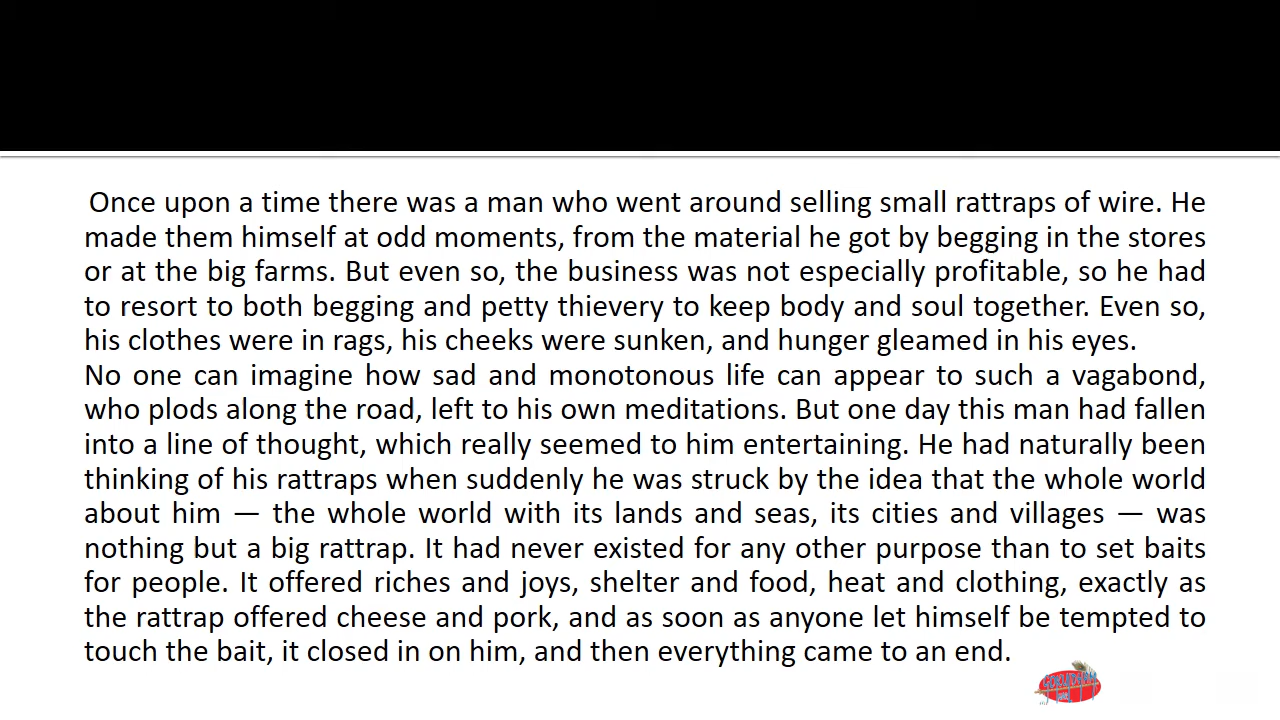 Once upon a time there was a man who went around selling small rattraps of wire. He
made them himself at odd moments, from the material he got by begging in the stores
or at the big farms. But even so, the business was not especially profitable, so he had
to resort to both begging and petty thievery to keep body and soul together. Even so,
his clothes were in rags, his cheeks were sunken, and hunger gleamed in his eyes.
No one can imagine how sad and monotonous life can appear to such a vagabond,
who plods along the road, left to his own meditations. But one day this man had fallen
into a line of thought, which really seemed to him entertaining. He had naturally been
thinking of his rattraps when suddenly he was struck by the idea that the whole world
about him — the whole world with its lands and seas, its cities and villages — was
nothing but a big rattrap. It had never existed for any other purpose than to set baits
for people. It offered riches and joys, shelter and food, heat and clothing, exactly as
the rattrap offered cheese and pork, and as soon as anyone let himself be tempted to
touch the bait, it closed in on him, and then everything came to an end.